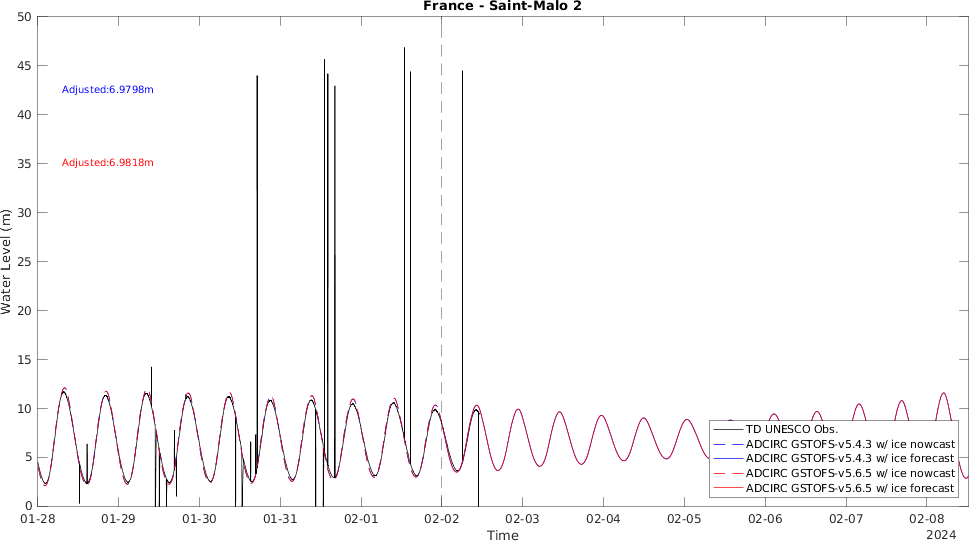 France - Saint-Malo 2
50
45
40
35
30
25
20
15
10
5
0
Water Level (m)
Adjusted:6.9798m
Adjusted:6.9818m
TD UNESCO Obs.
ADCIRC GSTOFS-v5.4.3 w/ ice nowcast
ADCIRC GSTOFS-v5.4.3 w/ ice forecast
ADCIRC GSTOFS-v5.6.5 w/ ice nowcast
ADCIRC GSTOFS-v5.6.5 w/ ice forecast
01-28 01-29 01-30 01-31 02-01 02-02 02-03 02-04 02-05 02-06 02-07 02-08
2024
Time